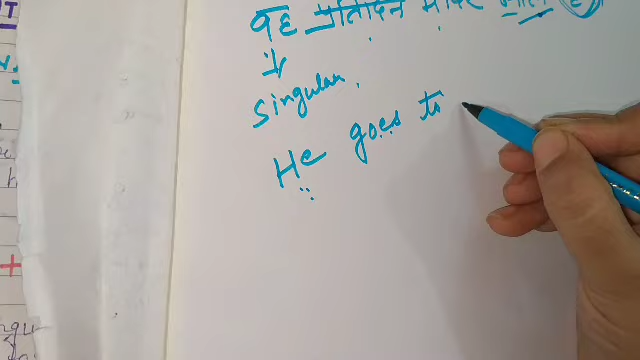 वह प्रतिदिन मंदिर जाता है
Singular
He goes to